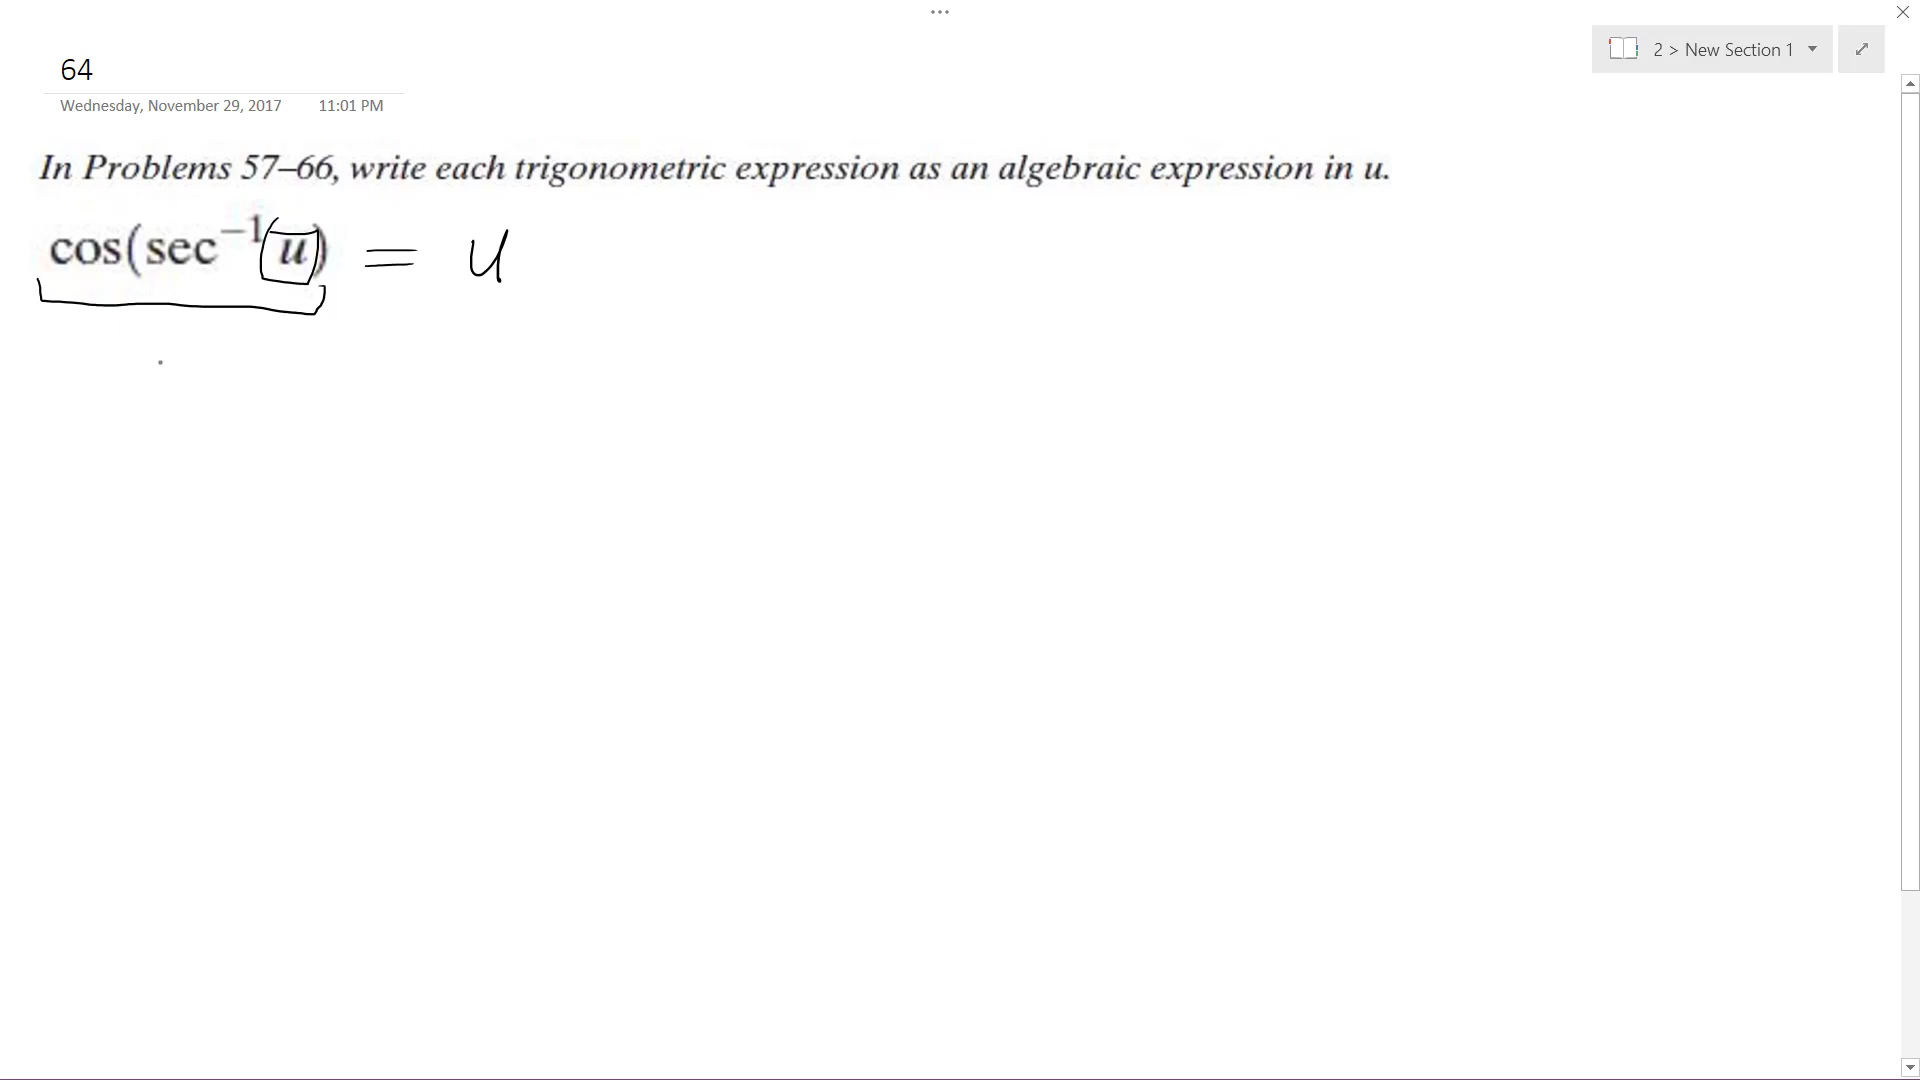 2 > New Section 1
64
Wednesday, November 29, 2017 11:01 PM
In Problems 57–66, write each trigonometric expression as an algebraic expression in u.
cos(sec⁻¹(u) = u